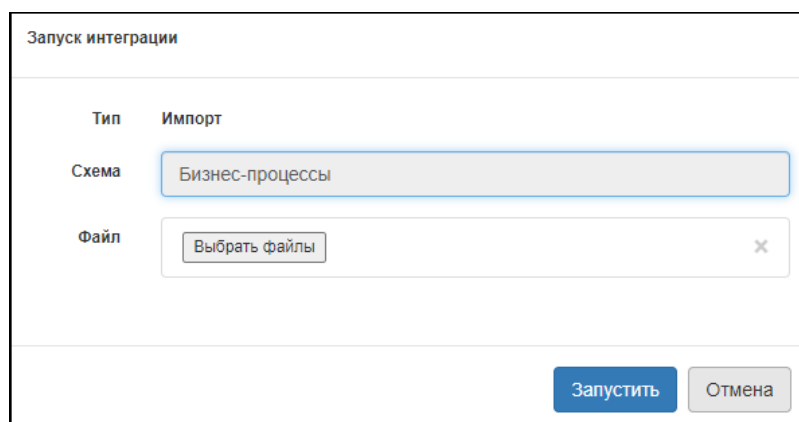 Запуск интеграции
Тип Импорт
Схема Бизнес-процессы
Файл Выбрать файлы ×
Запустить Отмена